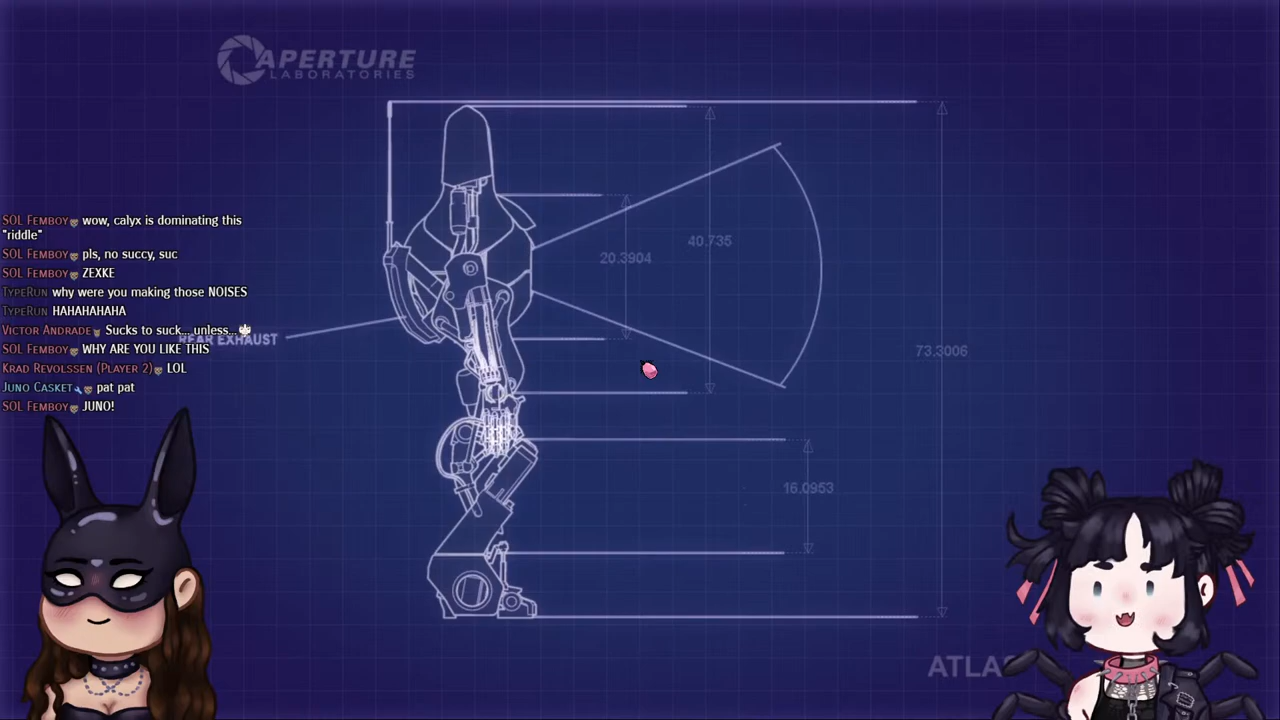 APERTURE
LABORATORIES
40.735
20.3904
REAR EXHAUST
73.3006
16.0953
ATLAS
SOL FEMBOY wow, calyx is dominating this
"riddle"
SOL FEMBOY pls, no succy, suc
SOL FEMBOY ZEXKE
TYPERUN why were you making those NOISES
TYPERUN HAHAHAHAHA
VICTOR ANDRADE Sucks to suck....unless...
SOL FEMBOY WHY ARE YOU LIKE THIS
KRAD REVOLSSEN (PLAYER 2) LOL
JUNO CASKET pat pat
SOL FEMBOY JUNO!